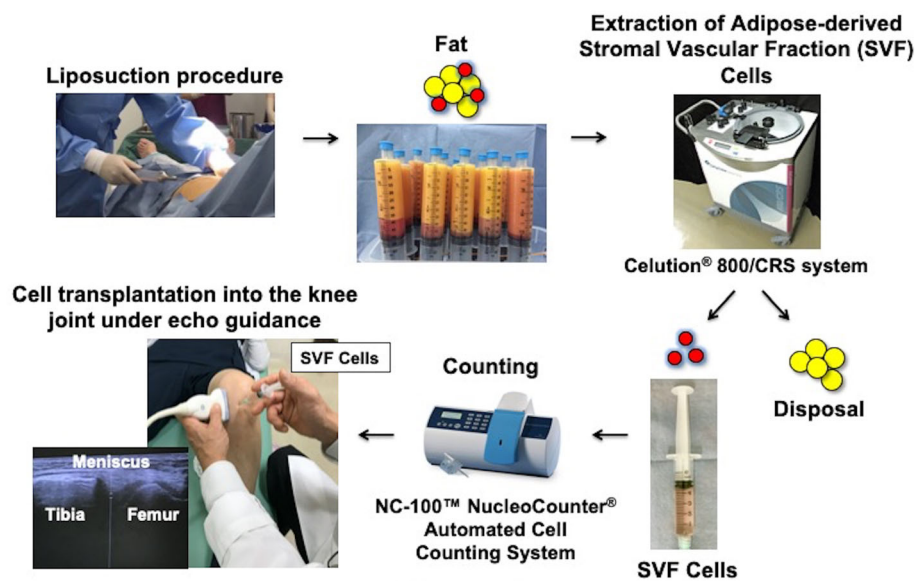 Liposuction procedure
Fat
Extraction of Adipose-derived
Stromal Vascular Fraction (SVF)
Cells
Celution® 800/CRS system
Disposal
SVF Cells
Counting
NC-100™ NucleoCounter®
Automated Cell
Counting System
Cell transplantation into the knee
joint under echo guidance
SVF Cells
Meniscus
Tibia Femur